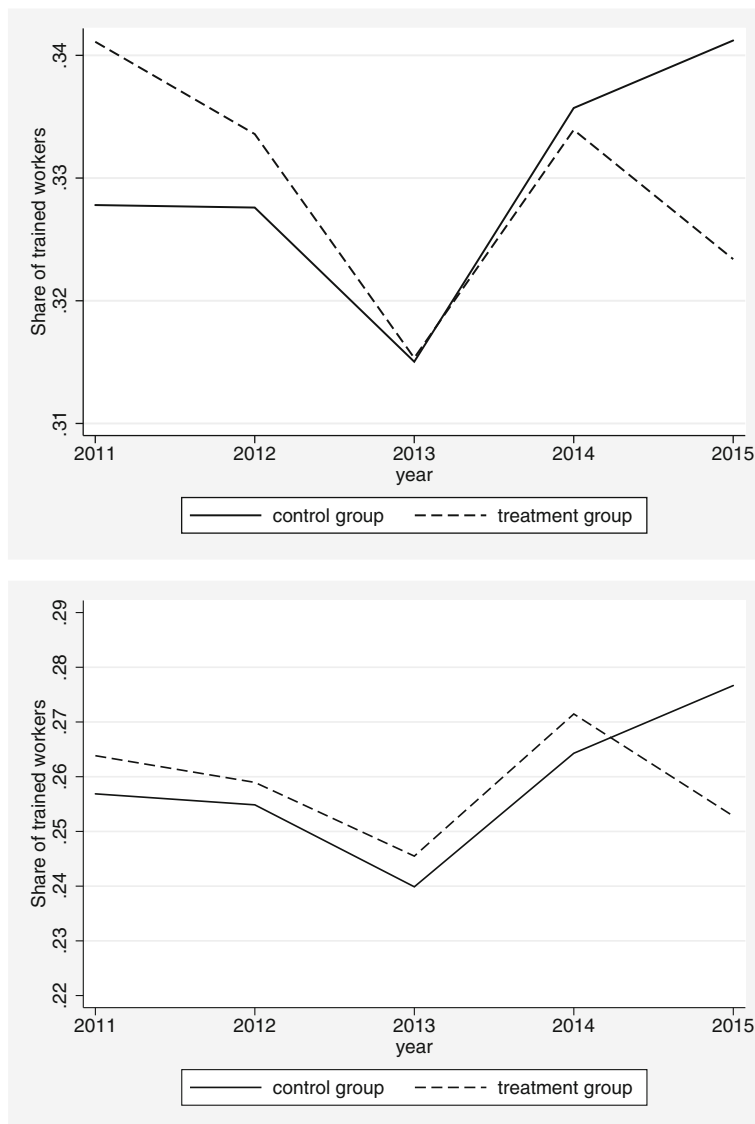 Share of trained workers
.34
.33
.32
.31
2011 2012 2013 2014 2015
year
control group treatment group
Share of trained workers
.29
.28
.27
.26
.25
.24
.23
.22
2011 2012 2013 2014 2015
year
control group treatment group